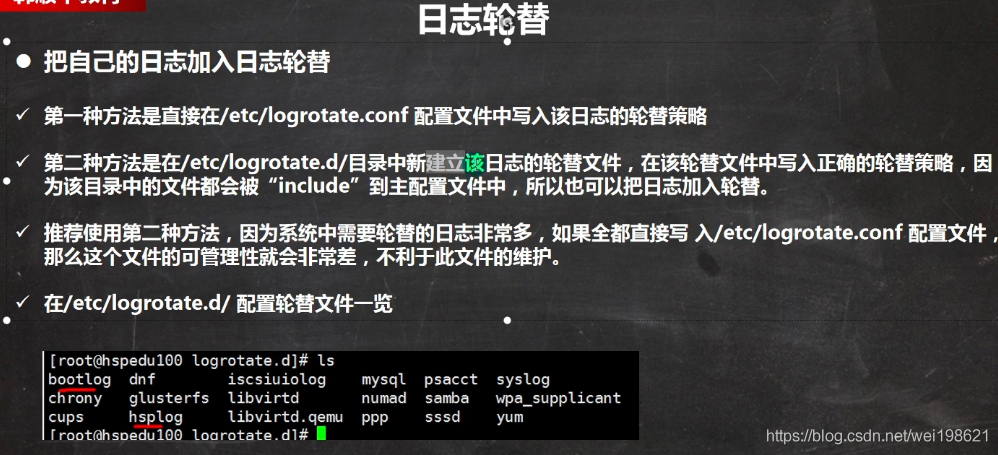 日志轮替
把自己的日志加入日志轮替
第一种方法是直接在/etc/logrotate.conf 配置文件中写入该日志的轮替策略
第二种方法是在/etc/logrotate.d/目录中新建立该日志的轮替文件，在该轮替文件中写入正确的轮替策略，因
为该目录中的文件都会被“include”到主配置文件中，所以也可以把日志加入轮替。
推荐使用第二种方法，因为系统中需要轮替的日志非常多，如果全都直接写 入/etc/logrotate.conf 配置文件，
那么这个文件的可管理性就会非常差，不利于此文件的维护。
在/etc/logrotate.d/ 配置轮替文件一览
[root@hspedu100 logrotate.d]# ls
bootlog dnf iscsiuiolog mysql psacct syslog
chrony glusterfs libvirtd numad samba wpa_supplicant
cups hsplog libvirtd.qemu ppp sssd yum
[root@hspedu100 logrotate.d]#
https://blog.csdn.net/wei198621